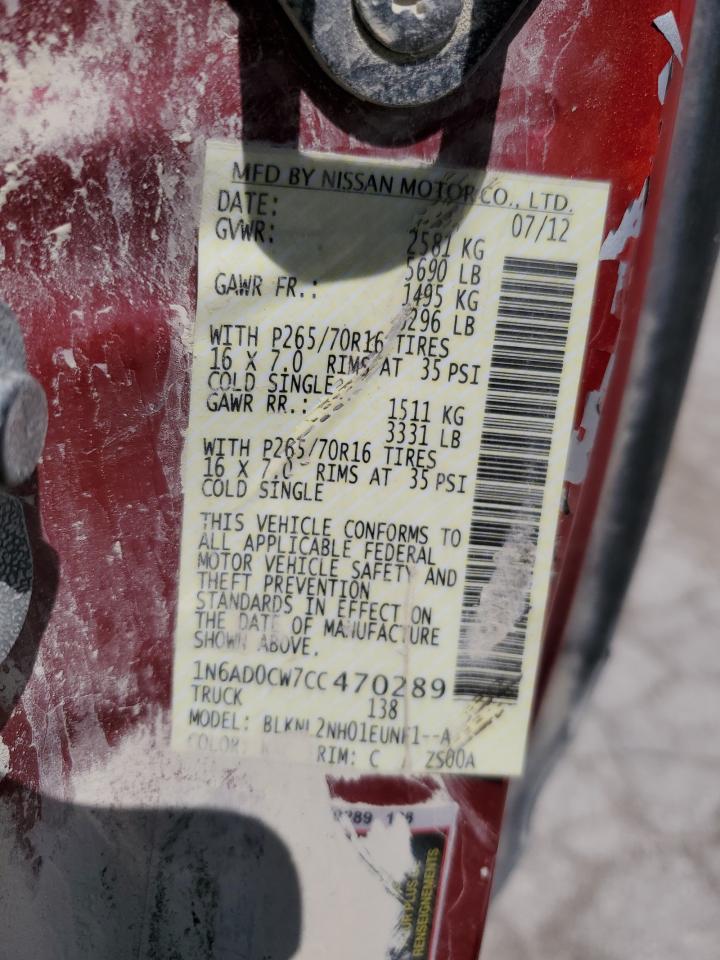 MFD BY NISSAN MOTOR CO., LTD.
DATE: 07/12
GVWR: 2581 KG
5690 LB
GAWR FR.: 1495 KG
3296 LB
WITH P265/70R16 TIRES
16 X 7.0 RIMS AT 35 PSI
COLD SINGLE
GAWR RR.: 1511 KG
3331 LB
WITH P265/70R16 TIRES
16 X 7.0 RIMS AT 35 PSI
COLD SINGLE
THIS VEHICLE CONFORMS TO
ALL APPLICABLE FEDERAL
MOTOR VEHICLE SAFETY AND
THEFT PREVENTION
STANDARDS IN EFFECT ON
THE DATE OF MANUFACTURE
SHOWN ABOVE.
1N6AD0CW7CC470289
TRUCK 138
MODEL: BLKNL2NH01EUNF1--A
COLOR: RIM: C ZS00A
RENSEIGNEMENTS